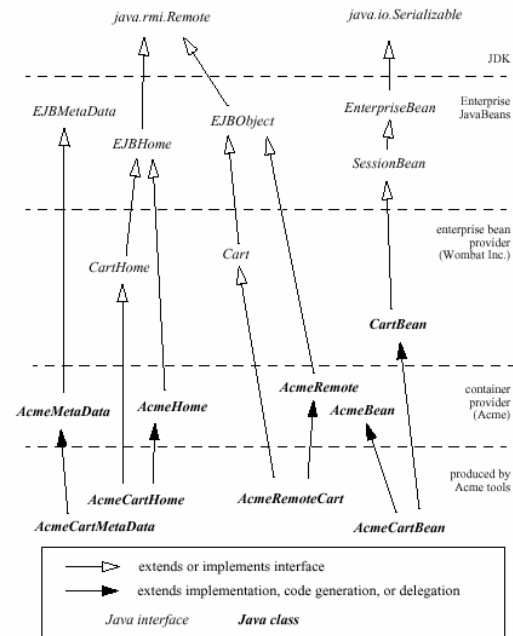 java.rmi.Remote
java.io.Serializable
JDK
EJBMetaData
EJBHome
EJBObject
EnterpriseBean
Enterprise
JavaBeans
SessionBean
CartHome
Cart
enterprise bean
provider
(Wombat Inc.)
CartBean
AcmeMetaData
AcmeHome
AcmeRemote
AcmeBean
container
provider
(Acme)
AcmeCartHome
AcmeRemoteCart
produced by
Acme tools
AcmeCartMetaData
AcmeCartBean
extends or implements interface
extends implementation, code generation, or delegation
Java interface
Java class